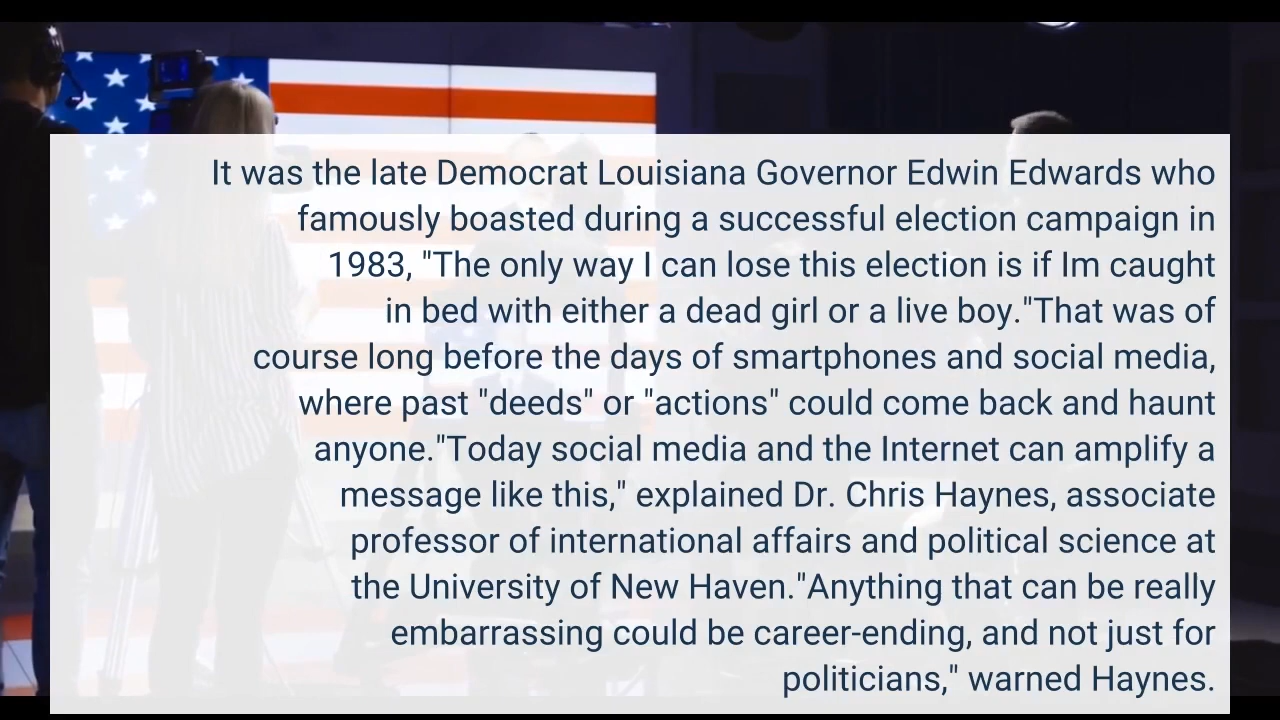 It was the late Democrat Louisiana Governor Edwin Edwards who
famously boasted during a successful election campaign in
1983, "The only way I can lose this election is if Im caught
in bed with either a dead girl or a live boy."That was of
course long before the days of smartphones and social media,
where past "deeds" or "actions" could come back and haunt
anyone."Today social media and the Internet can amplify a
message like this," explained Dr. Chris Haynes, associate
professor of international affairs and political science at
the University of New Haven."Anything that can be really
embarrassing could be career-ending, and not just for
politicians," warned Haynes.